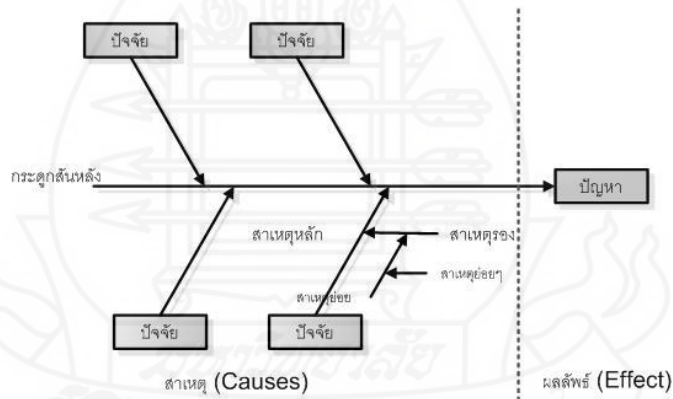 ปัจจัย
ปัจจัย
กระดูกสันหลัง
ปัญหา
สาเหตุหลัก
สาเหตุรอง
สาเหตุย่อยๆ
สาเหตุย่อย
ปัจจัย
ปัจจัย
สาเหตุ (Causes)
ผลลัพธ์ (Effect)